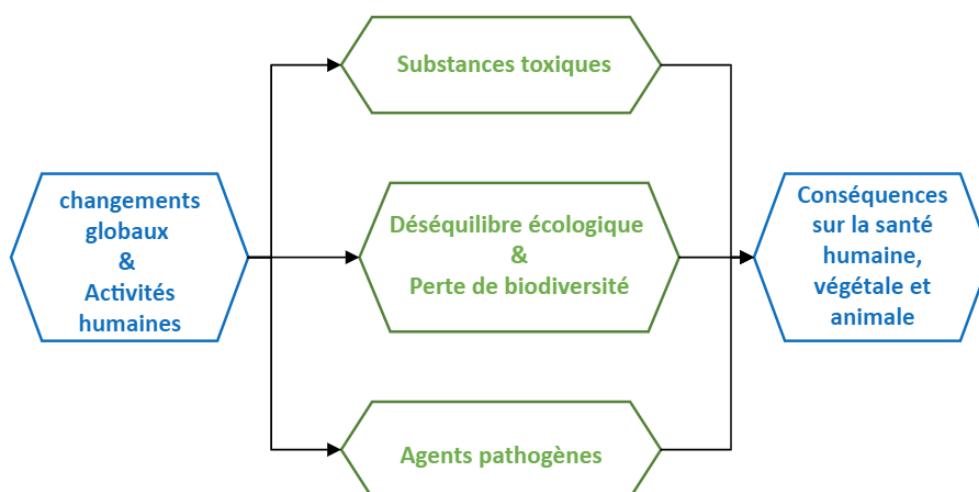 Substances toxiques
changements
globaux
&
Activités
humaines
Déséquilibre écologique
&
Perte de biodiversité
Conséquences
sur la santé
humaine,
végétale et
animale
Agents pathogènes